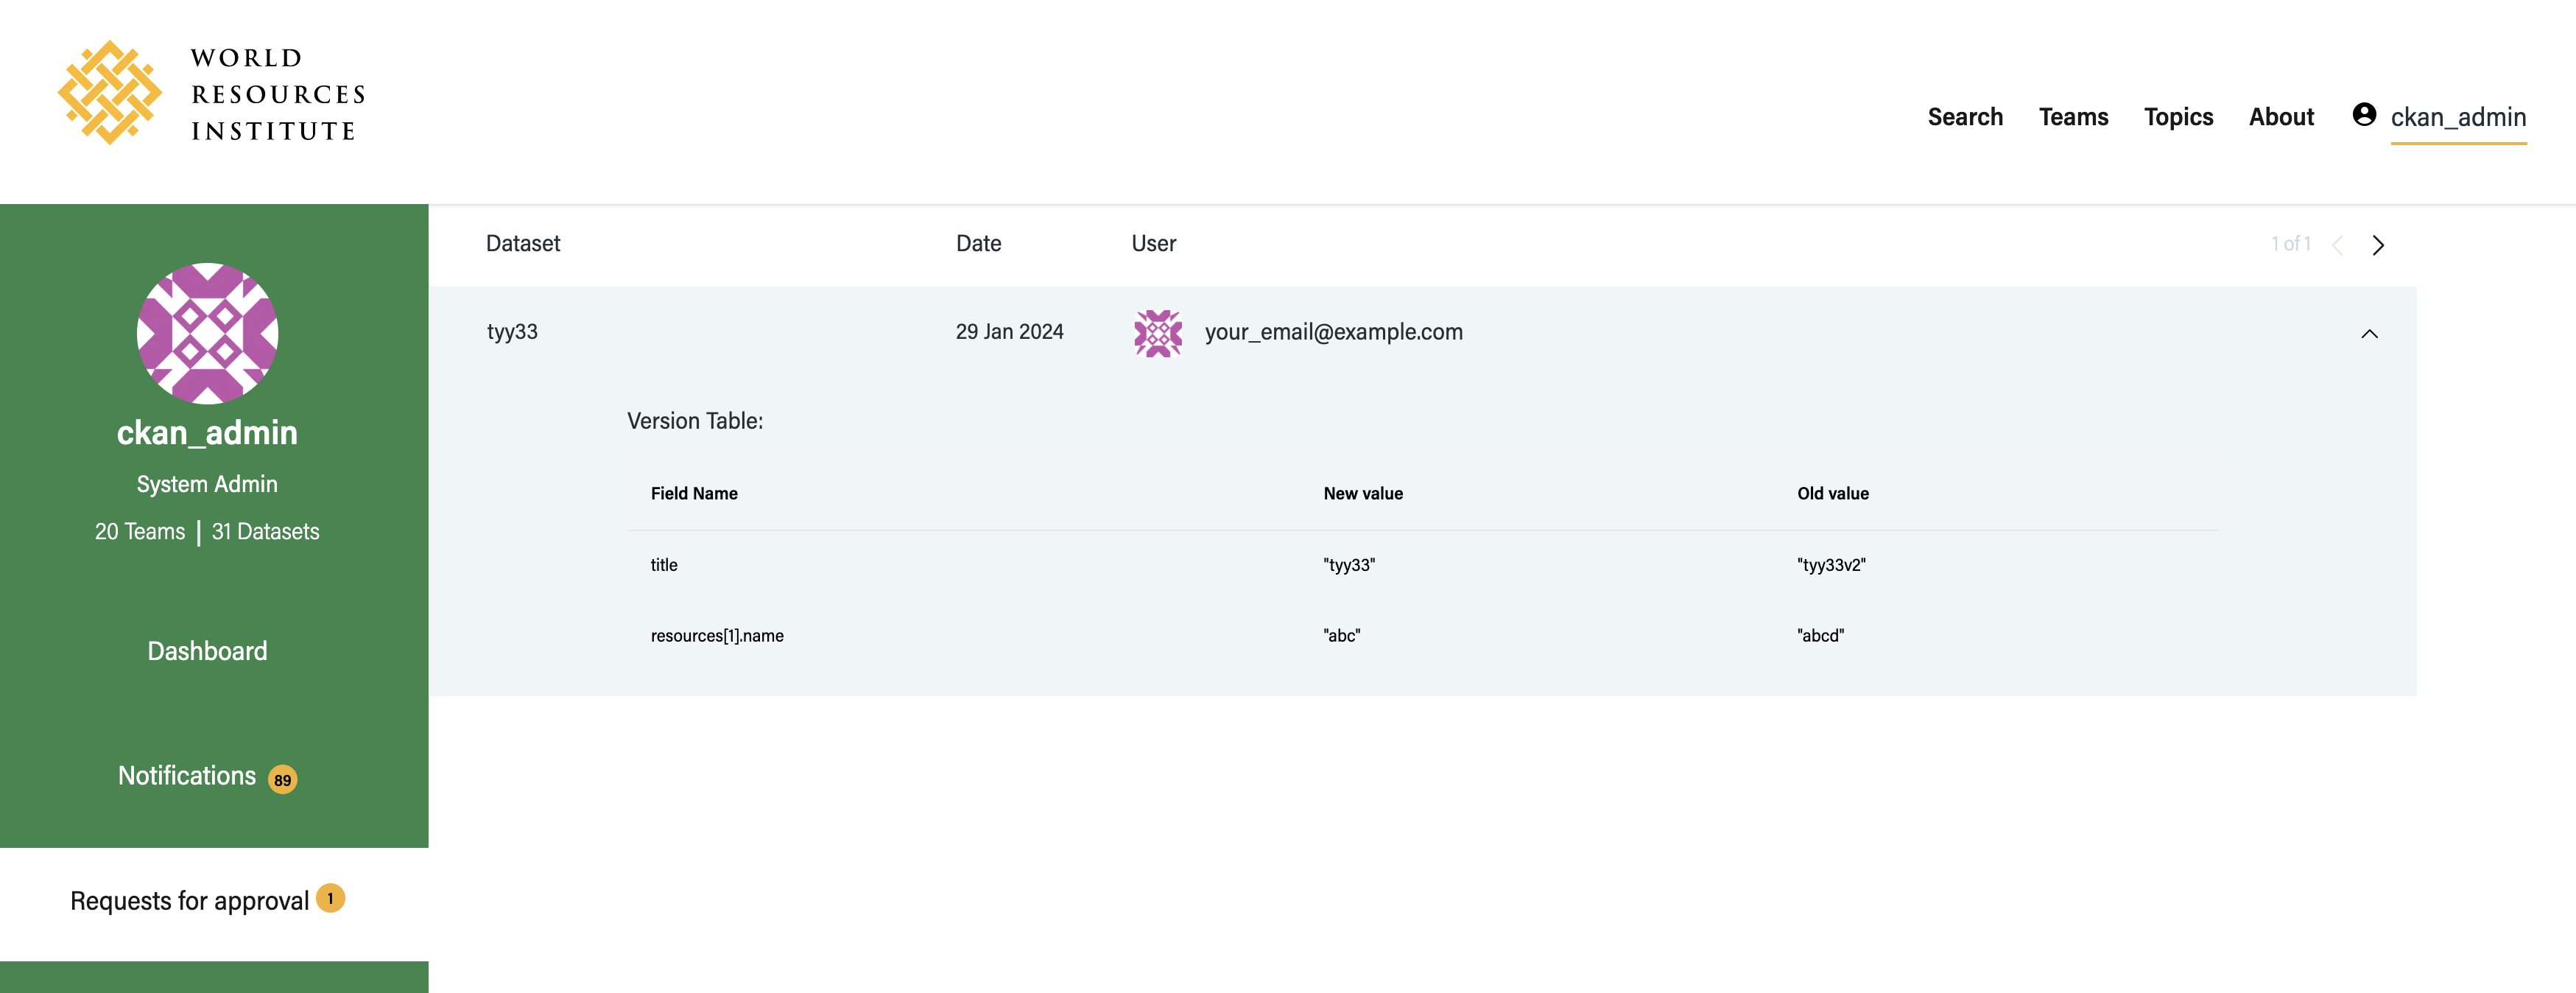 WORLD
RESOURCES
INSTITUTE
Search Teams Topics About ckan_admin
Dataset Date User 1 of 1
tyy33 29 Jan 2024 your_email@example.com
ckan_admin
System Admin
20 Teams | 31 Datasets
Dashboard
Notifications 89
Requests for approval 1
Version Table:
Field Name New value Old value
title "tyy33" "tyy33v2"
resources[1].name "abc" "abcd"